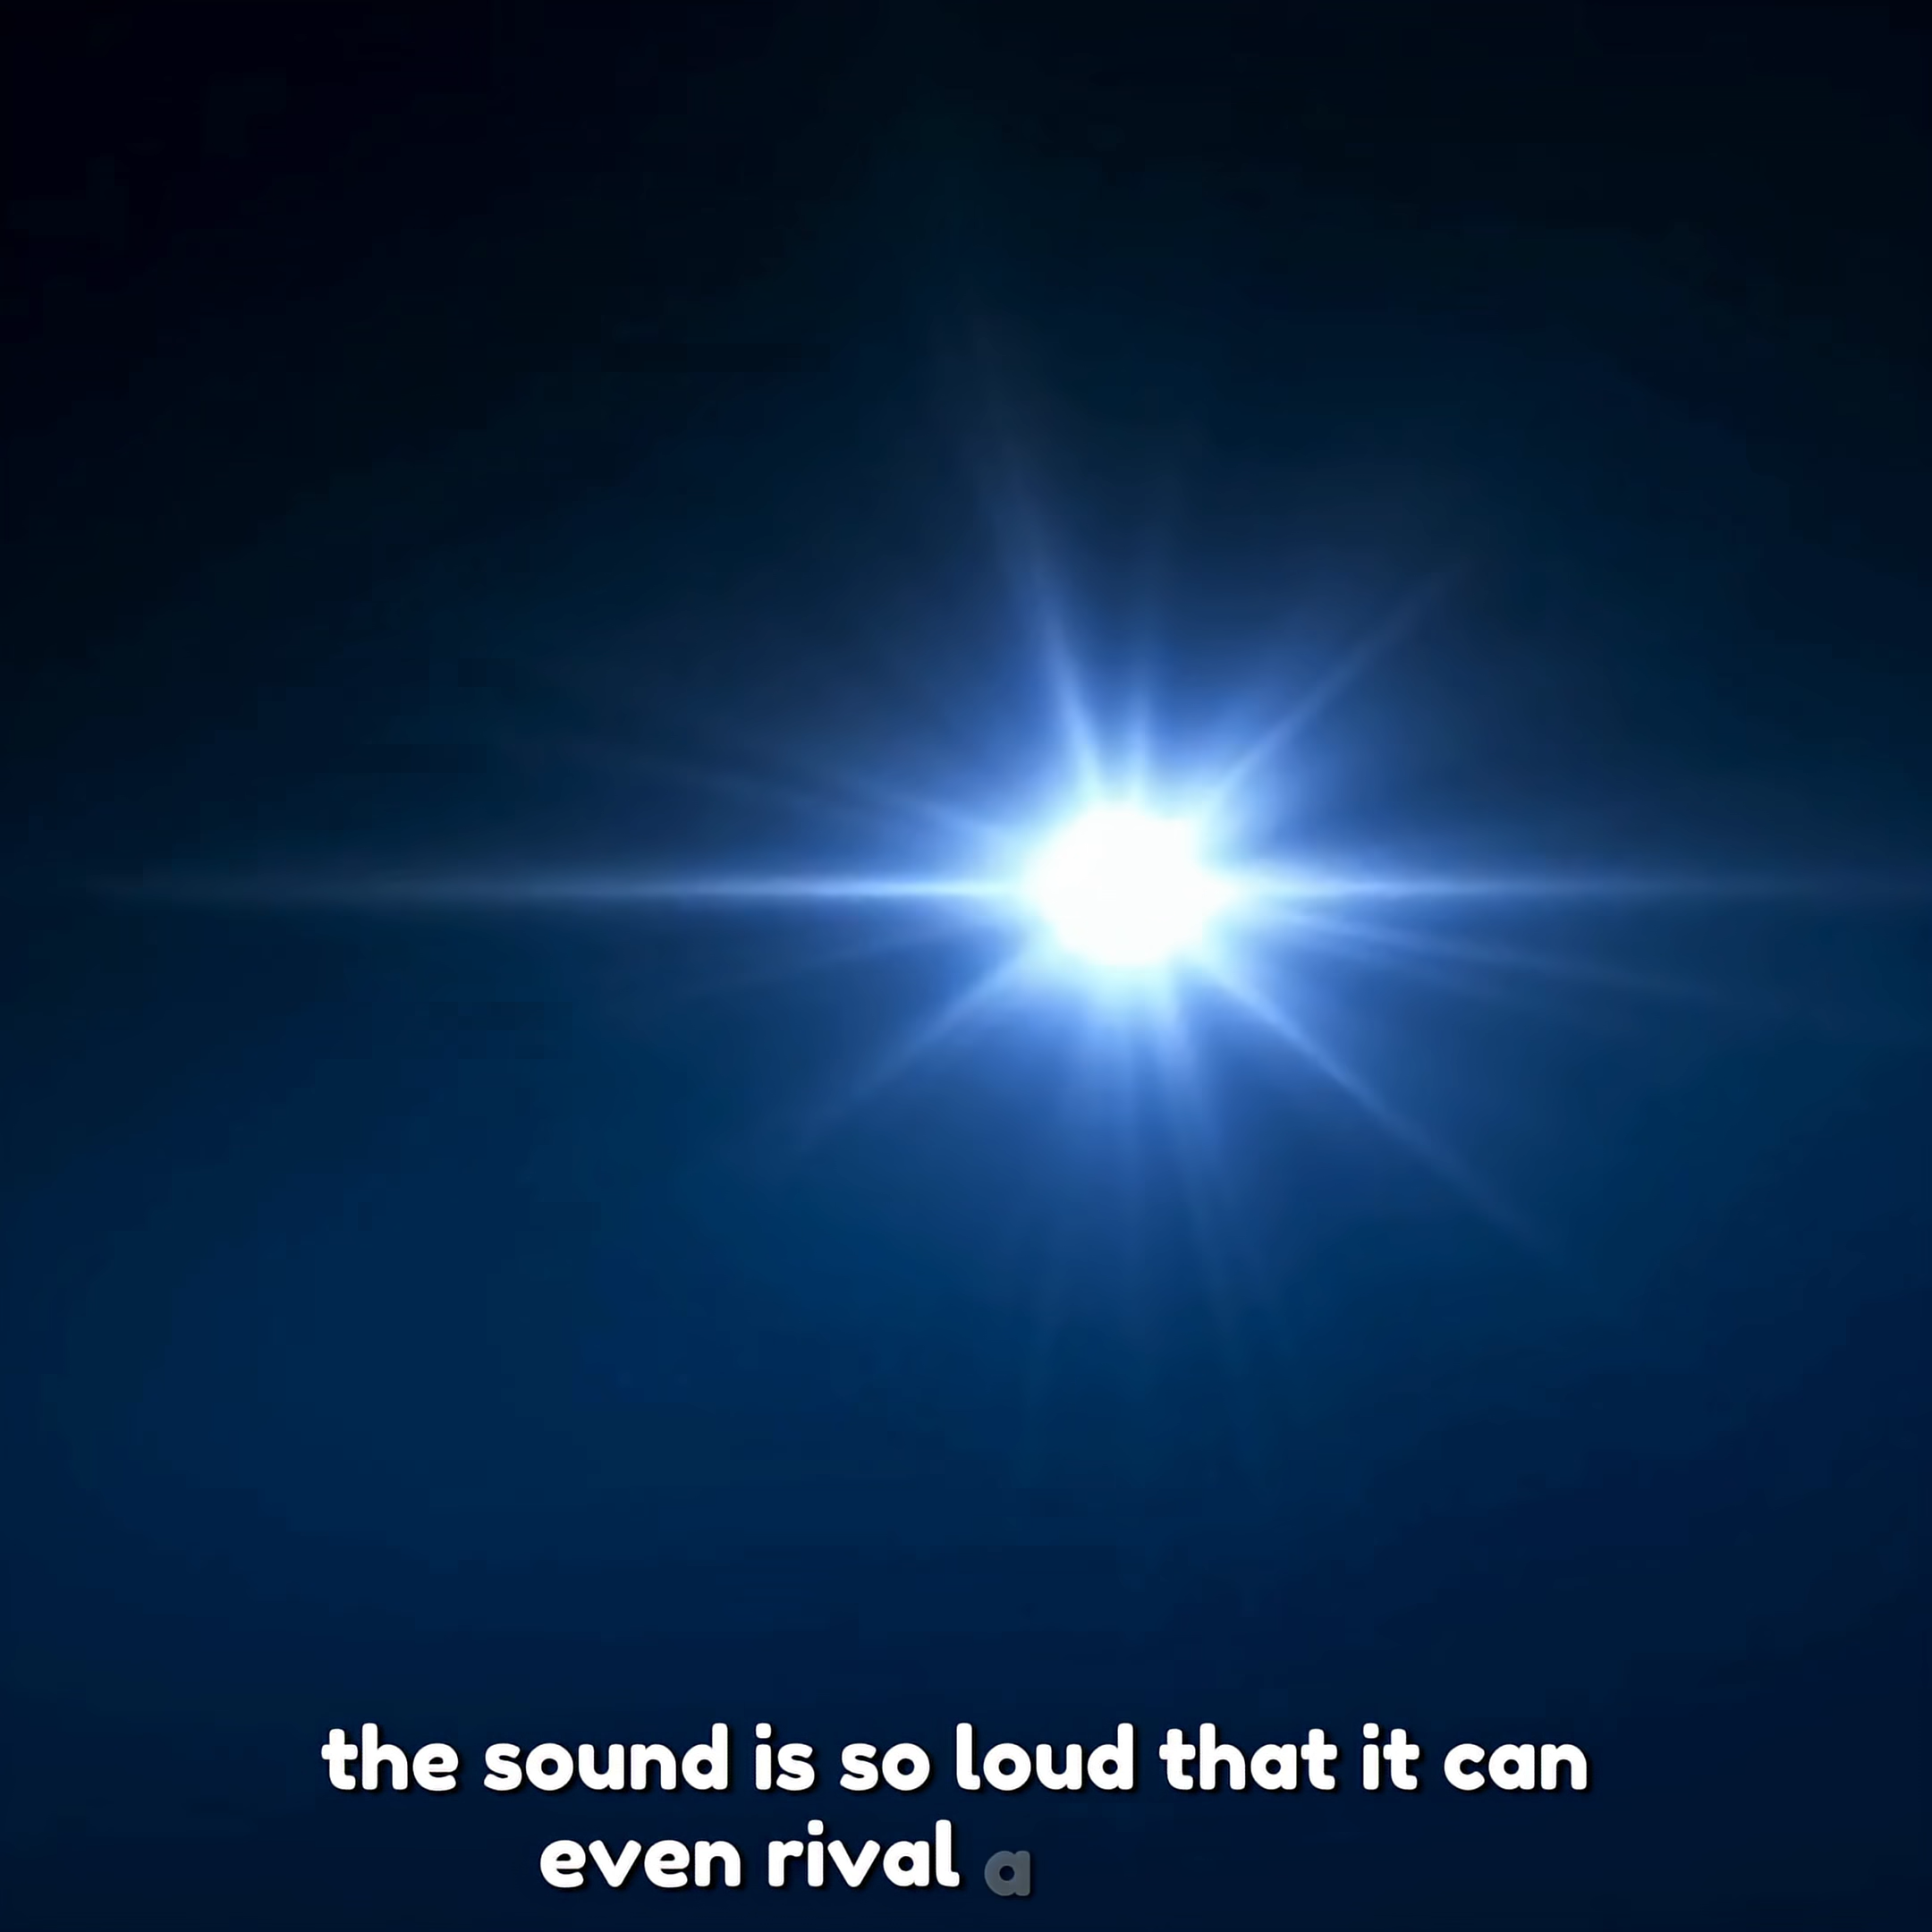 the sound is so loud that it can
even rival a